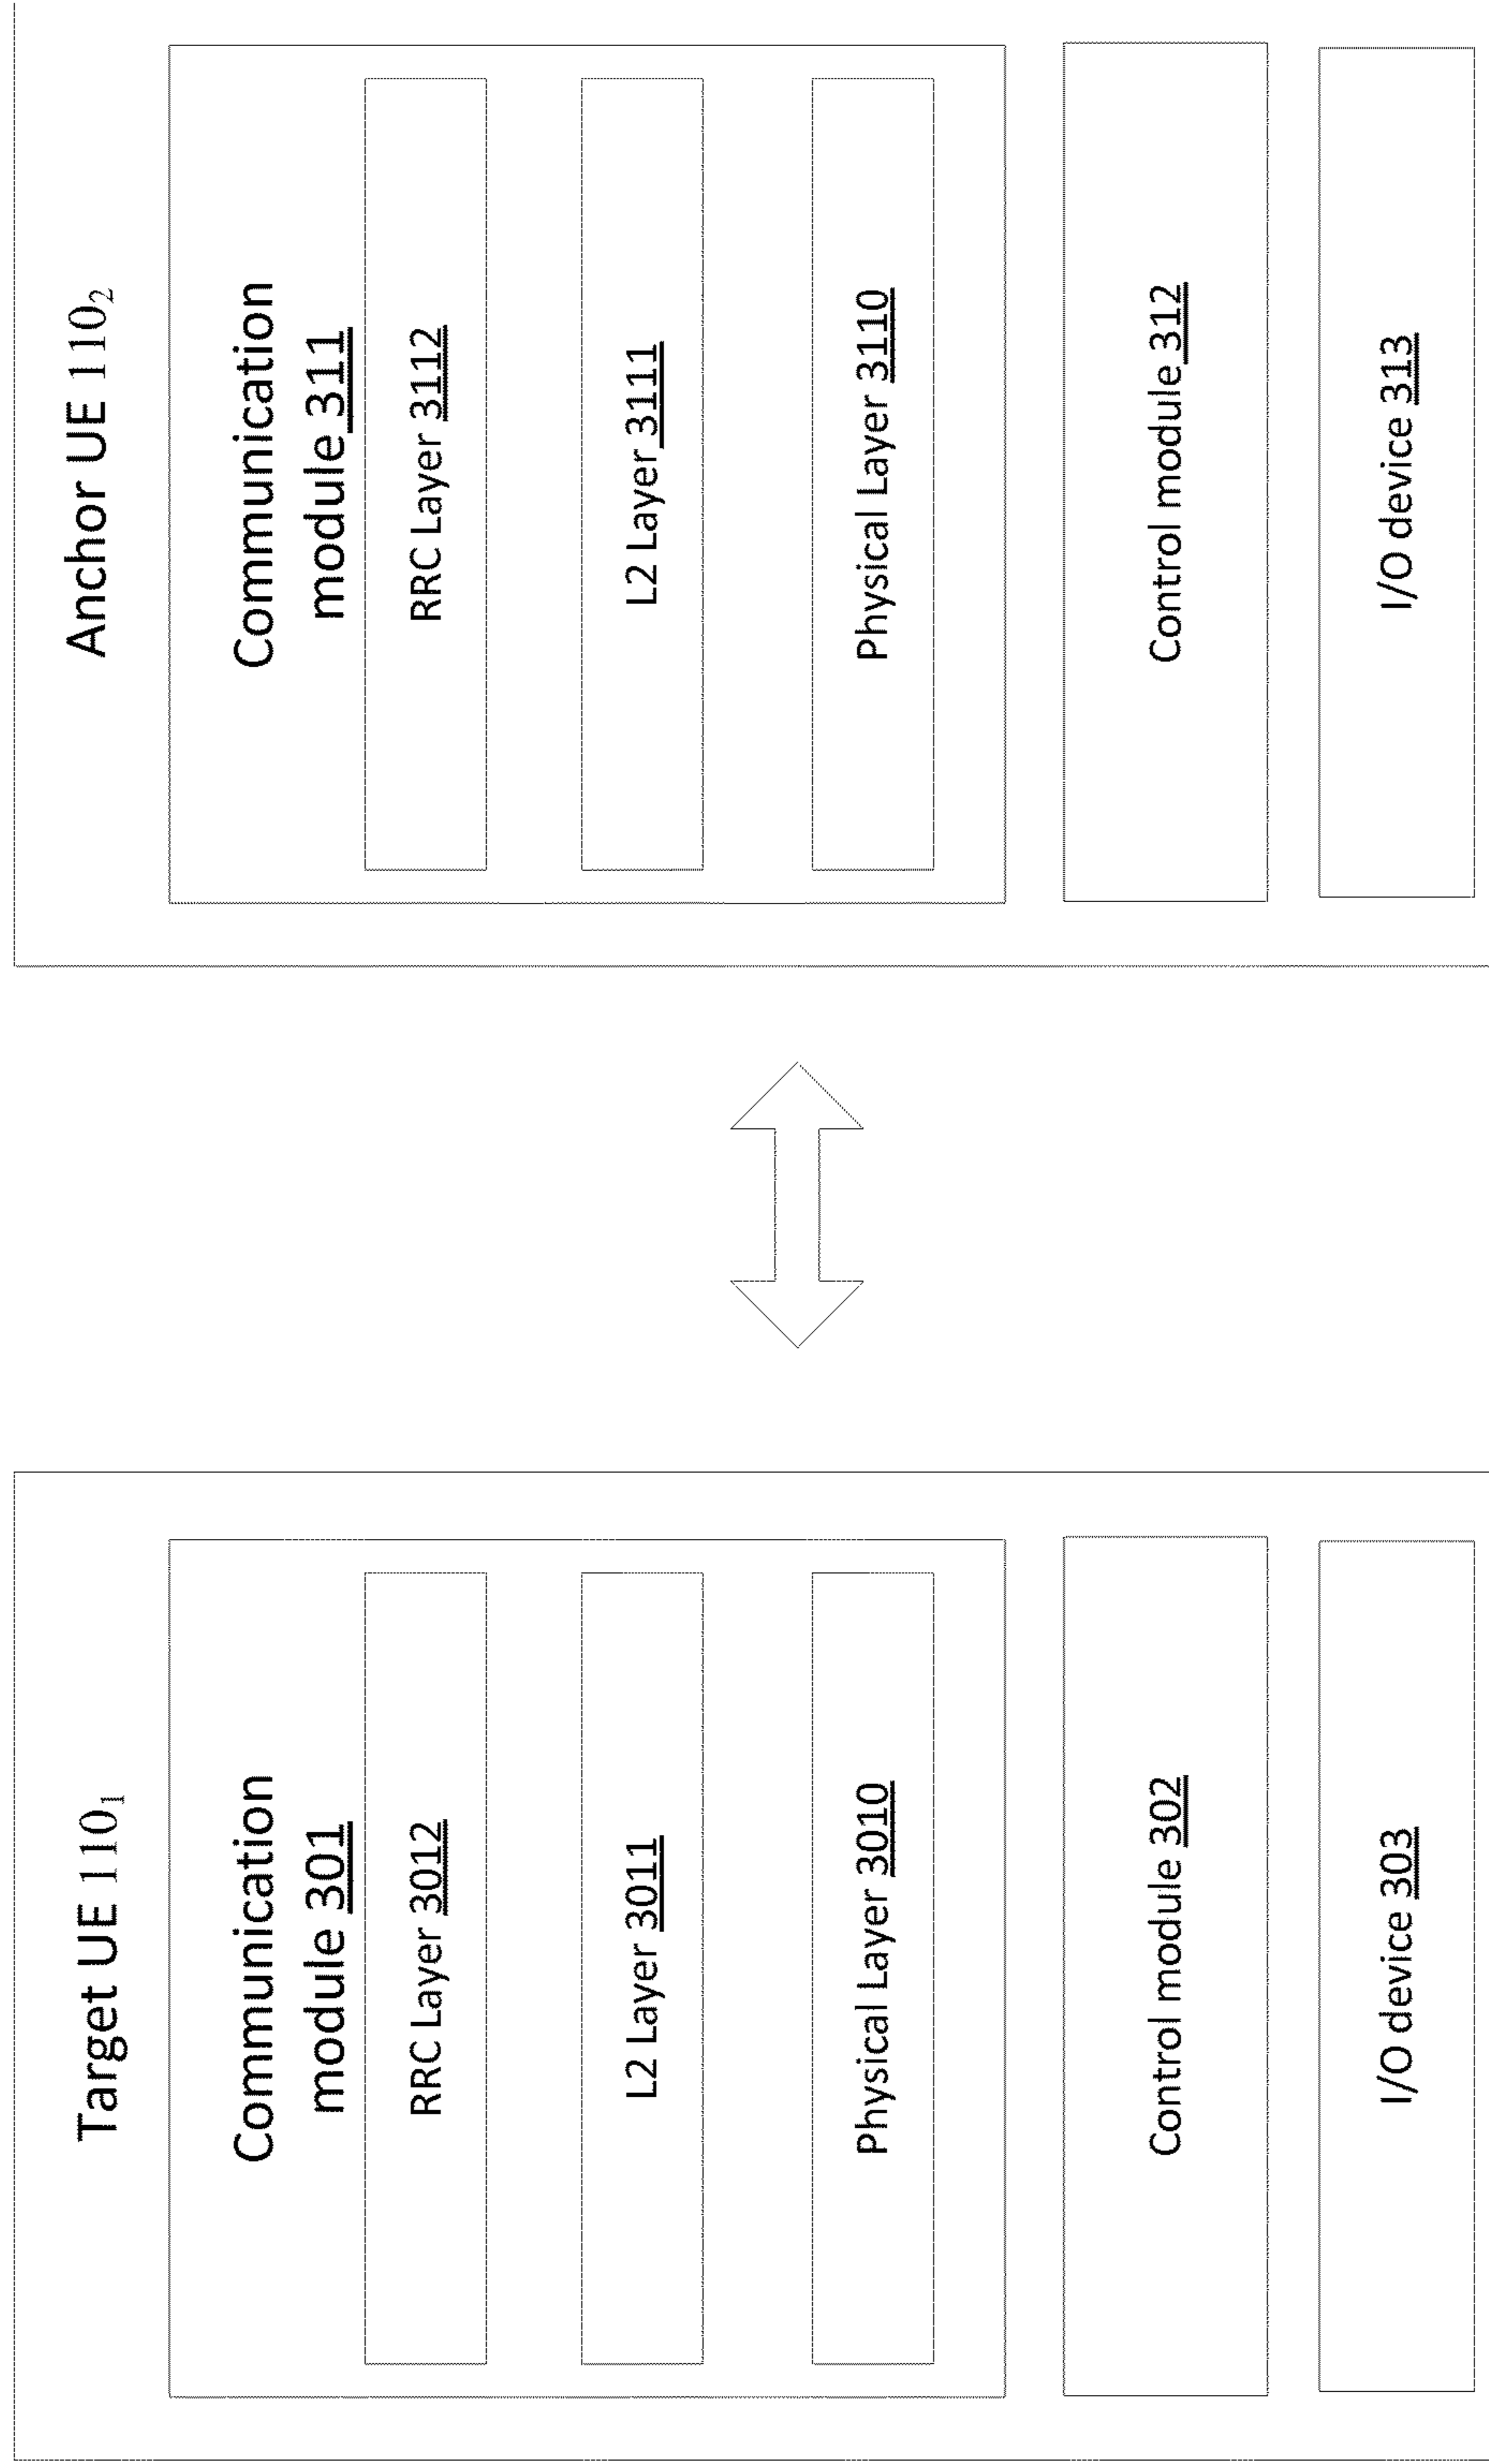 Target UE 110₁
Communication
module 301
RRC Layer 3012
L2 Layer 3011
Physical Layer 3010
Control module 302
I/O device 303
Anchor UE 110₂
Communication
module 311
RRC Layer 3112
L2 Layer 3111
Physical Layer 3110
Control module 312
I/O device 313